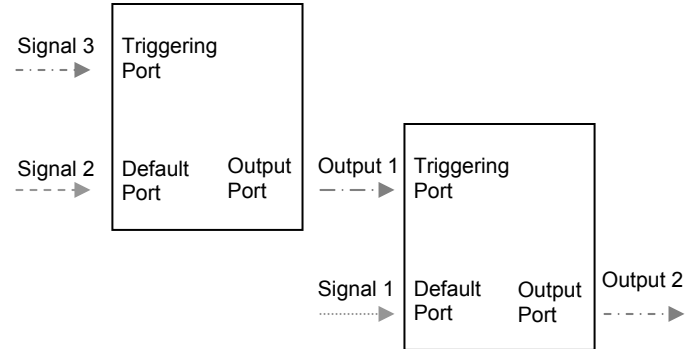 Signal 3
Triggering
Port
Signal 2
Default
Port
Output
Port
Output 1
Triggering
Port
Signal 1
Default
Port
Output
Port
Output 2